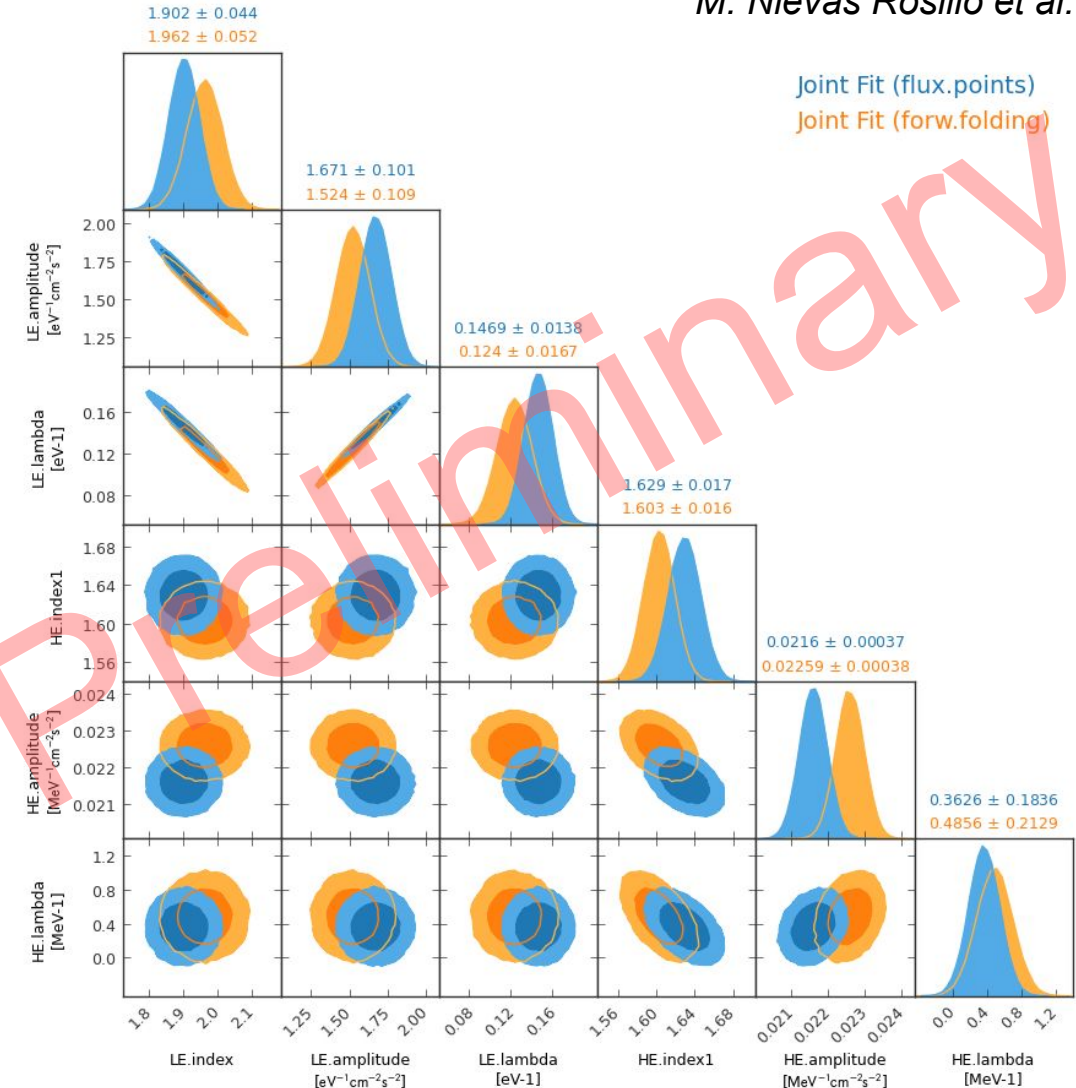 M. Nievas Rosillo et al.
1.902 ± 0.044
1.962 ± 0.052
Joint Fit (flux.points)
Joint Fit (forw.folding)
1.671 ± 0.101
1.524 ± 0.109
LE.amplitude
[eV⁻¹cm⁻²s⁻²]
2.00
1.75
1.50
1.25
0.1469 ± 0.0138
0.124 ± 0.0167
LE.lambda
[eV-1]
0.16
0.12
0.08
1.629 ± 0.017
1.603 ± 0.016
HE.index1
1.68
1.64
1.60
1.56
0.0216 ± 0.00037
0.02259 ± 0.00038
HE.amplitude
[MeV⁻¹cm⁻²s⁻²]
0.024
0.023
0.022
0.021
0.3626 ± 0.1836
0.4856 ± 0.2129
HE.lambda
[MeV-1]
1.2
0.8
0.4
0.0
1.8 1.9 2.0 2.1
1.25 1.50 1.75 2.00
0.08 0.12 0.16
1.56 1.60 1.64 1.68
0.021 0.022 0.023 0.024
0.0 0.4 0.8 1.2
LE.index
LE.amplitude
[eV⁻¹cm⁻²s⁻²]
LE.lambda
[eV-1]
HE.index1
HE.amplitude
[MeV⁻¹cm⁻²s⁻²]
HE.lambda
[MeV-1]
Preliminary